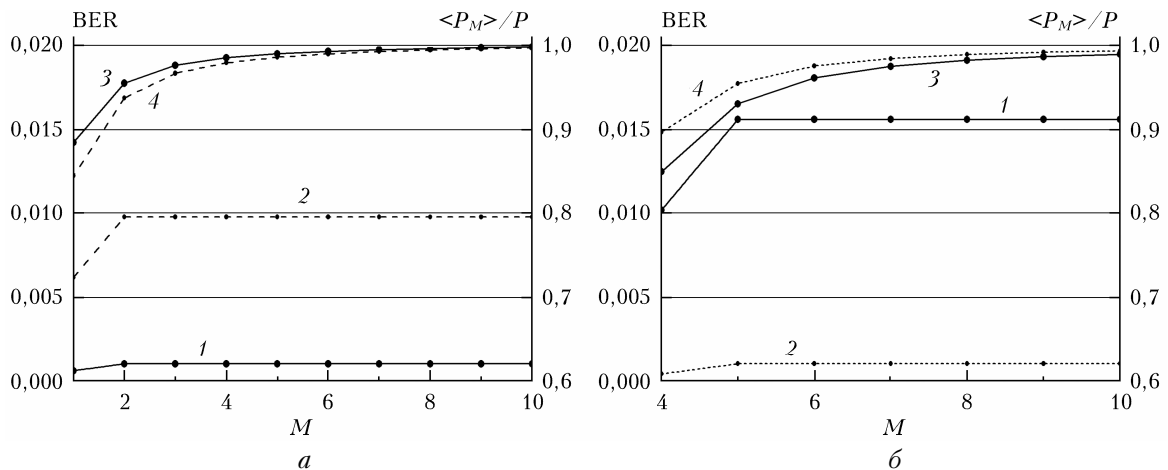 BER <P_M>/P BER <P_M>/P
0,020 1,0 0,020 1,0
3 4 4 3
0,015 0,9 0,015 1 0,9
2
0,010 0,8 0,010 0,8
0,005 0,7 0,005 0,7
1 2
0,000 0,6 0,000 0,6
2 4 6 8 10 4 6 8 10
M M
а б